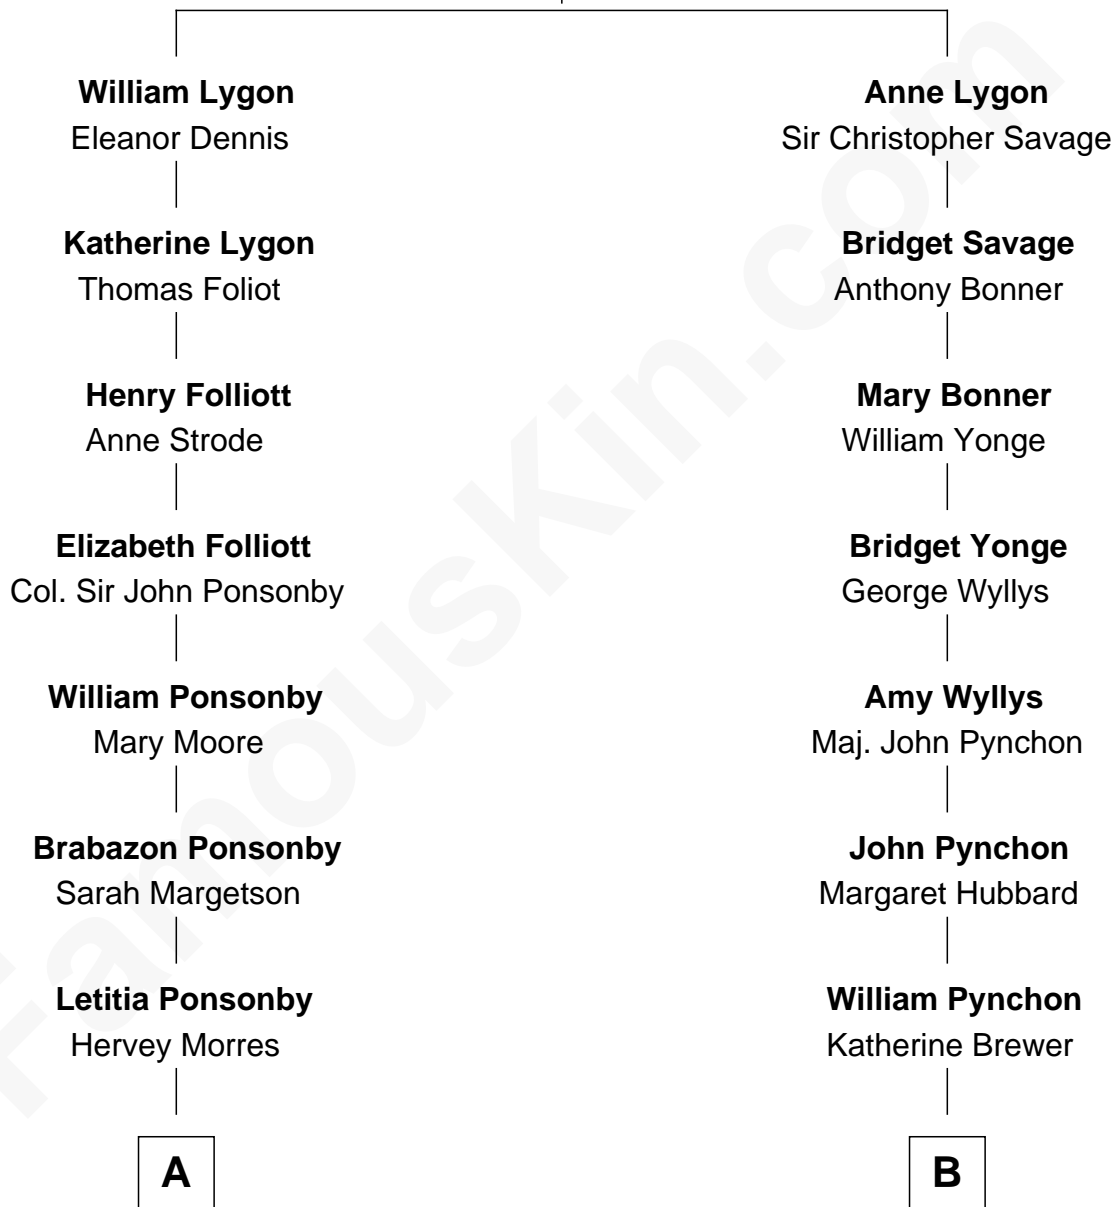 William Lygon
Eleanor Dennis
Katherine Lygon
Thomas Foliot
Henry Folliott
Anne Strode
Elizabeth Folliott
Col. Sir John Ponsonby
William Ponsonby
Mary Moore
Brabazon Ponsonby
Sarah Margetson
Letitia Ponsonby
Hervey Morres
A
Anne Lygon
Sir Christopher Savage
Bridget Savage
Anthony Bonner
Mary Bonner
William Yonge
Bridget Yonge
George Wyllys
Amy Wyllys
Maj. John Pynchon
John Pynchon
Margaret Hubbard
William Pynchon
Katherine Brewer
B
FamousKin.com